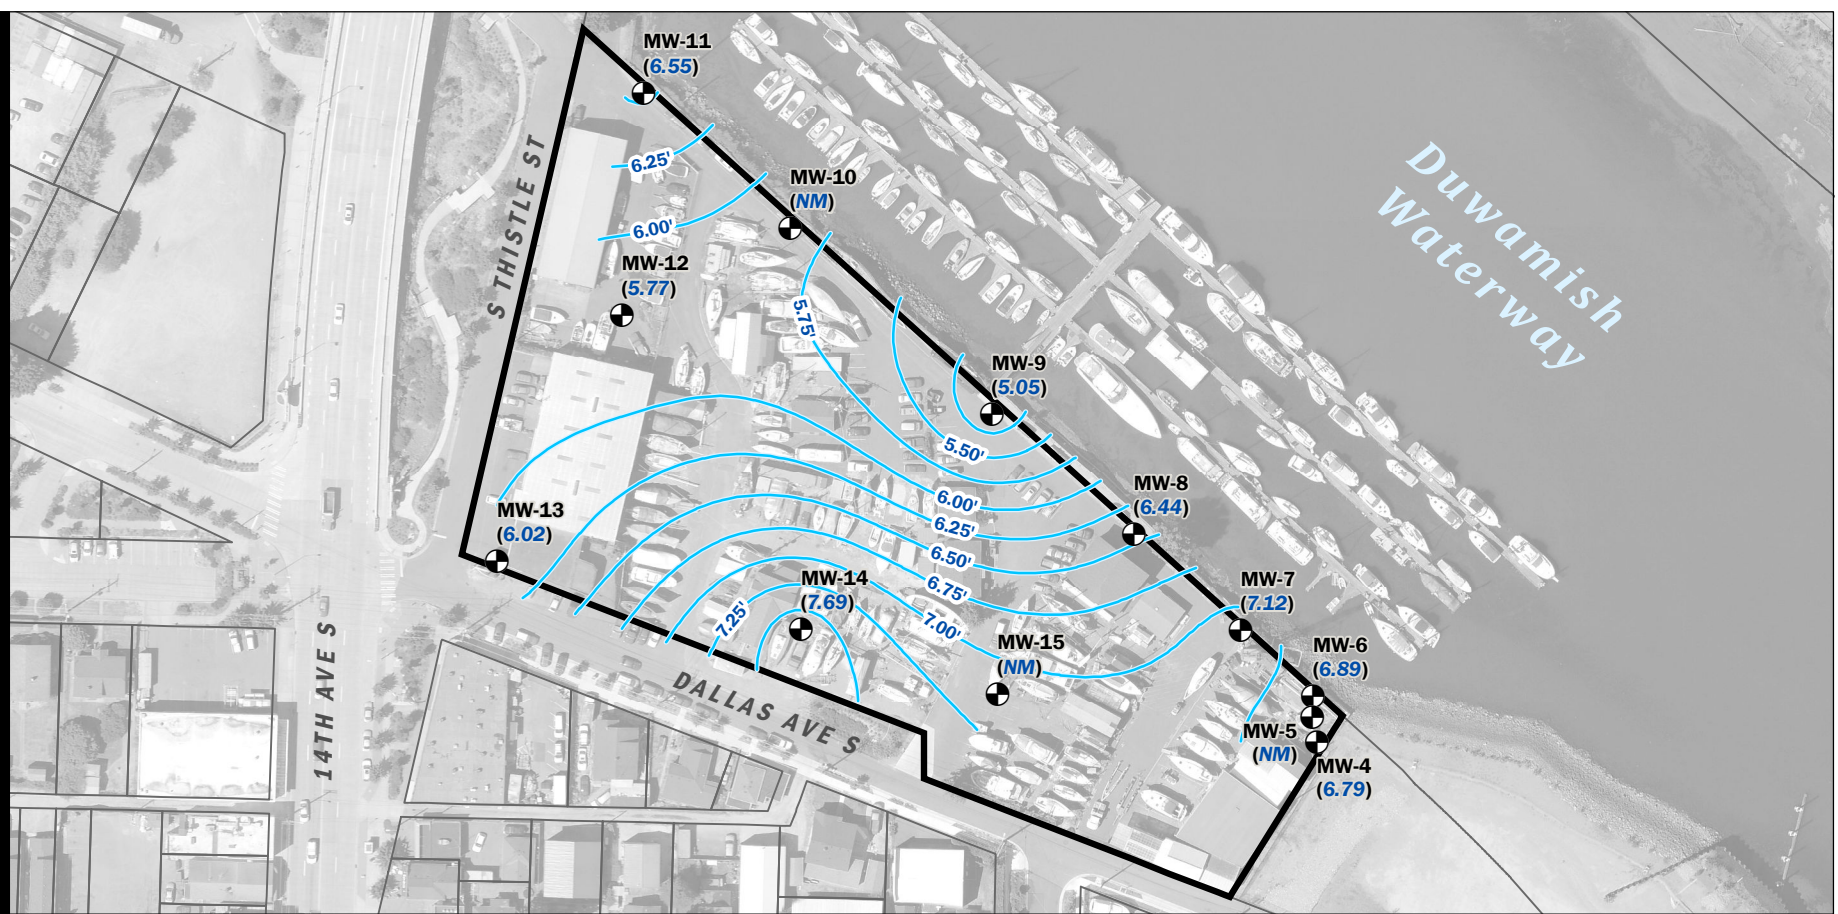 MW-11
(6.55)
6.25'
MW-10
(NM)
6.00'
MW-12
(5.77)
5.75'
S THISTLE ST
Duwamish
Waterway
MW-9
(5.05)
5.50'
MW-8
(6.44)
6.00'
6.25'
6.50'
6.75'
7.00'
7.25'
MW-13
(6.02)
MW-14
(7.69)
MW-7
(7.12)
MW-15
(NM)
MW-6
(6.89)
MW-5
(NM)
MW-4
(6.79)
14TH AVE S
DALLAS AVE S